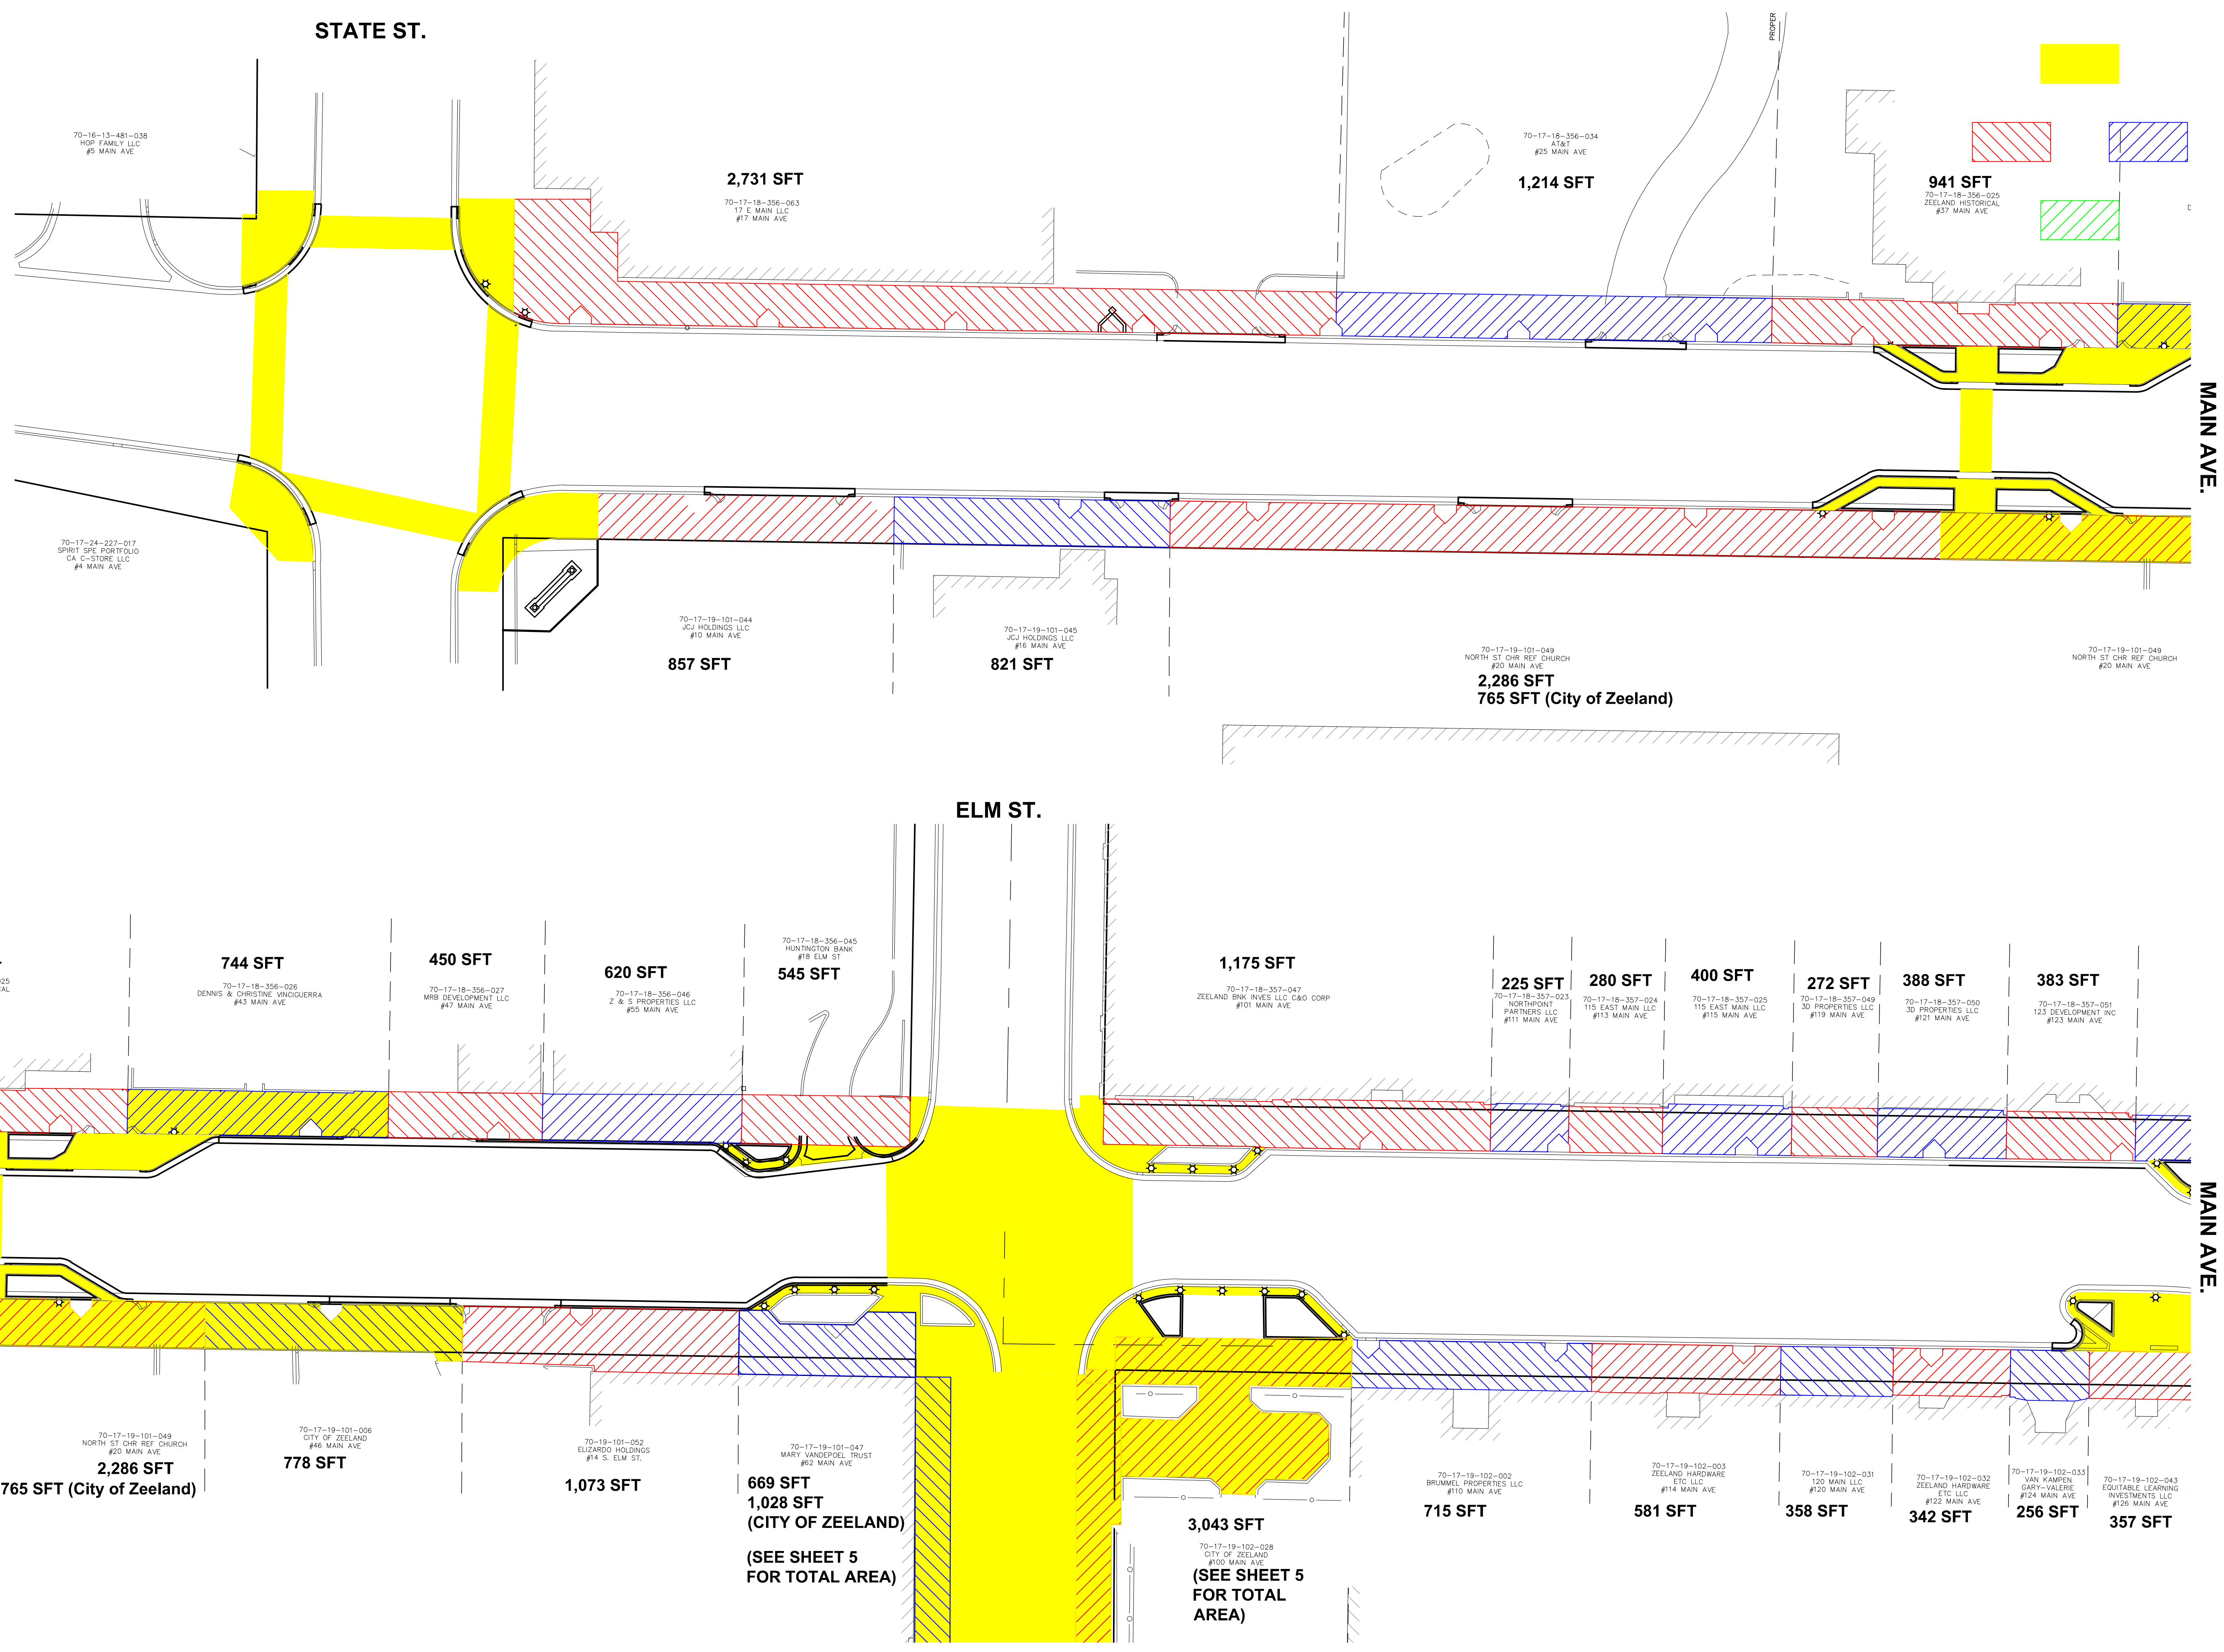 STATE ST.
PROPER
70-16-13-481-038
HOP FAMILY LLC
#5 MAIN AVE
2,731 SFT
70-17-18-356-063
17 E MAIN LLC
#17 MAIN AVE
70-17-18-356-034
AT&T
#25 MAIN AVE
1,214 SFT
941 SFT
70-17-18-356-025
ZEELAND HISTORICAL
#37 MAIN AVE
MAIN AVE.
70-17-24-227-017
SPIRIT SPE PORTFOLIO
CA C-STORE LLC
#4 MAIN AVE
70-17-19-101-044
JCJ HOLDINGS LLC
#10 MAIN AVE
857 SFT
70-17-19-101-045
JCJ HOLDINGS LLC
#16 MAIN AVE
821 SFT
70-17-19-101-049
NORTH ST CHR REF CHURCH
#20 MAIN AVE
2,286 SFT
765 SFT (City of Zeeland)
70-17-19-101-049
NORTH ST CHR REF CHURCH
#20 MAIN AVE
ELM ST.
025
CAL
744 SFT
70-17-18-356-026
DENNIS & CHRISTINE VINCIGUERRA
#43 MAIN AVE
450 SFT
70-17-18-356-027
MRB DEVELOPMENT LLC
#47 MAIN AVE
620 SFT
70-17-18-356-046
Z & S PROPERTIES LLC
#55 MAIN AVE
70-17-18-356-045
HUNTINGTON BANK
#18 ELM ST
545 SFT
1,175 SFT
70-17-18-357-047
ZEELAND BNK INVES LLC C&O CORP
#101 MAIN AVE
225 SFT
70-17-18-357-023
NORTHPOINT
PARTNERS LLC
#111 MAIN AVE
280 SFT
70-17-18-357-024
115 EAST MAIN LLC
#113 MAIN AVE
400 SFT
70-17-18-357-025
115 EAST MAIN LLC
#115 MAIN AVE
272 SFT
70-17-18-357-049
3D PROPERTIES LLC
#119 MAIN AVE
388 SFT
70-17-18-357-050
3D PROPERTIES LLC
#121 MAIN AVE
383 SFT
70-17-18-357-051
123 DEVELOPMENT INC
#123 MAIN AVE
MAIN AVE.
70-17-19-101-049
NORTH ST CHR REF CHURCH
#20 MAIN AVE
2,286 SFT
765 SFT (City of Zeeland)
70-17-19-101-006
CITY OF ZEELAND
#46 MAIN AVE
778 SFT
70-19-101-052
ELIZARDO HOLDINGS
#14 S. ELM ST.
1,073 SFT
70-17-19-101-047
MARY VANDEPOEL TRUST
#62 MAIN AVE
669 SFT
1,028 SFT
(CITY OF ZEELAND)
(SEE SHEET 5
FOR TOTAL AREA)
3,043 SFT
70-17-19-102-028
CITY OF ZEELAND
#100 MAIN AVE
(SEE SHEET 5
FOR TOTAL
AREA)
70-17-19-102-002
BRUMMEL PROPERTIES LLC
#110 MAIN AVE
715 SFT
70-17-19-102-003
ZEELAND HARDWARE
ETC LLC
#114 MAIN AVE
581 SFT
70-17-19-102-031
120 MAIN LLC
#120 MAIN AVE
358 SFT
70-17-19-102-032
ZEELAND HARDWARE
ETC LLC
#122 MAIN AVE
342 SFT
70-17-19-102-033
VAN KAMPEN
GARY-VALERIE
#124 MAIN AVE
256 SFT
70-17-19-102-043
EQUITABLE LEARNING
INVESTMENTS LLC
#126 MAIN AVE
357 SFT